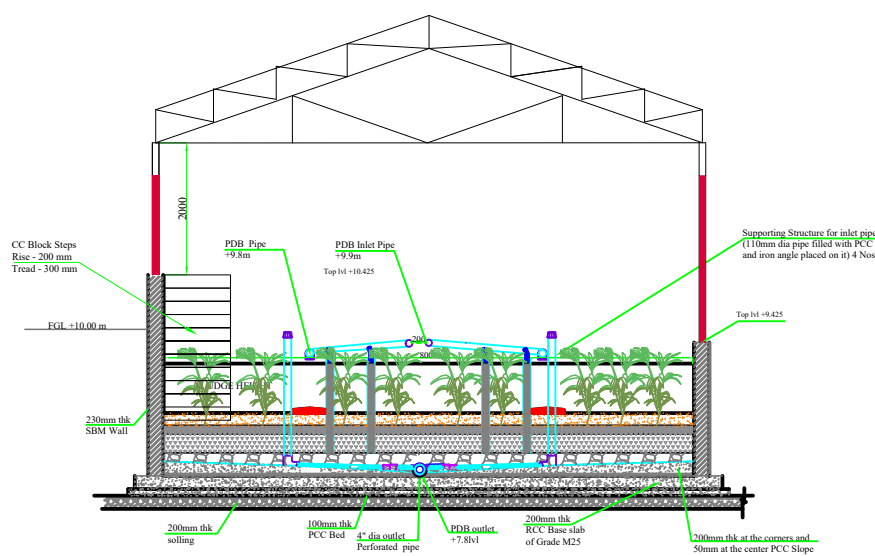 2000
CC Block Steps
Rise - 200 mm
Tread - 300 mm
PDB Pipe
+9.8m
PDB Inlet Pipe
+9.9m
Top lvl +10.425
Supporting Structure for inlet pipe
(110mm dia pipe filled with PCC
and iron angle placed on it) 4 Nos
FGL +10.00 m
Top lvl +9.425
200
800
230mm thk
SBM Wall
200mm thk
solling
100mm thk
PCC Bed
4" dia outlet
Perforated pipe
PDB outlet
+7.8lvl
200mm thk
RCC Base slab
of Grade M25
200mm thk at the corners and
50mm at the center PCC Slope